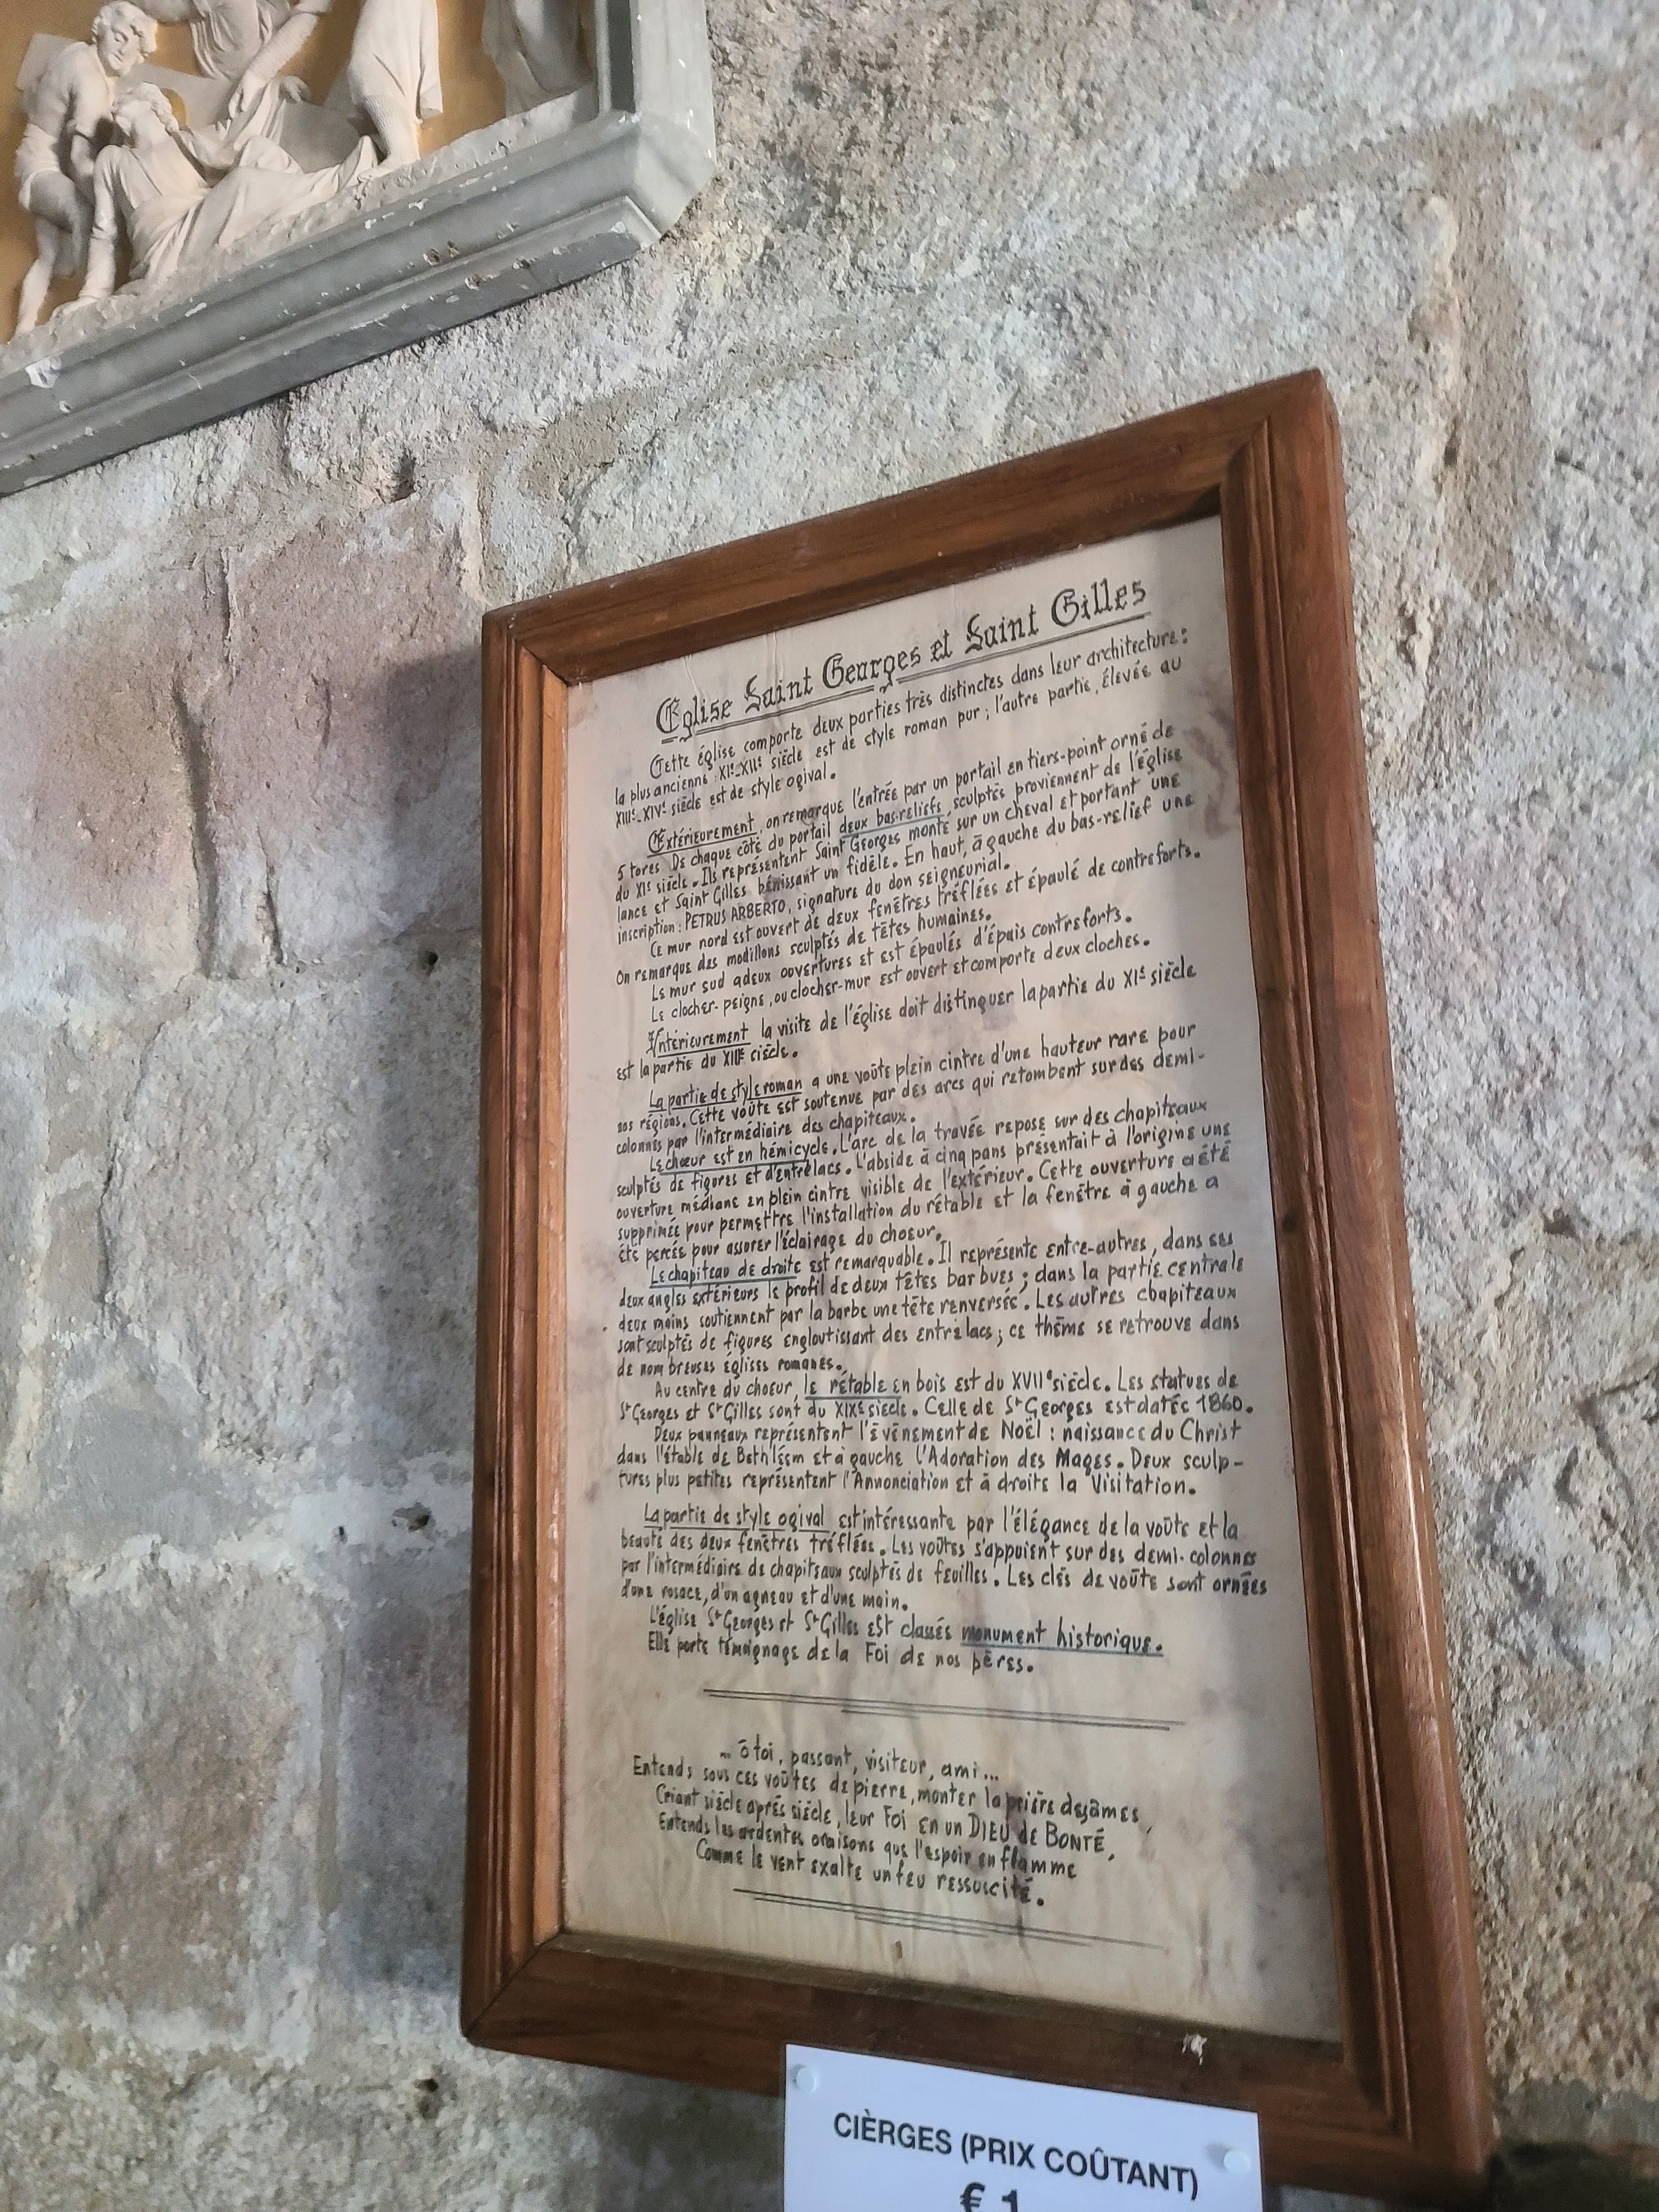 Eglise Saint Georges et Saint Gilles
Cette église comporte deux parties très distinctes dans leur architecture :
la plus ancienne XIe-XIIe siècle est de style roman pur ; l'autre partie, élevée au
XIIIe-XIVe siècle est de style ogival.
Extérieurement, on remarque l'entrée par un portail en tiers-point orné de
5 tores. De chaque côté du portail deux bas-reliefs sculptés proviennent de l'église
du XIe siècle. Ils représentent Saint Georges monté sur un cheval et portant une
lance et Saint Gilles bénissant un fidèle. En haut, à gauche du bas-relief une
inscription : PETRUS ARBERTO, signature du don seigneurial.
Ce mur nord est ouvert de deux fenêtres tréflées et épaulé de contreforts.
On remarque des modillons sculptés de têtes humaines.
Le mur sud a deux ouvertures et est épaulés d'épais contreforts.
Le clocher-peigne, ou clocher-mur est ouvert et comporte deux cloches.
Intérieurement la visite de l'église doit distinguer la partie du XIe siècle
est la partie du XIIIe siècle.
La partie de style roman a une voûte plein cintre d'une hauteur rare pour
nos régions. Cette voûte est soutenue par des arcs qui retombent sur des demi-
colonnes par l'intermédiaire des chapiteaux.
Le chœur est en hémicycle. L'arc de la travée repose sur des chapiteaux
sculptés de figures et d'entrelacs. L'abside à cinq pans présentait à l'origine une
ouverture médiane en plein cintre visible de l'extérieur. Cette ouverture a été
supprimée pour permettre l'installation du rétable et la fenêtre à gauche a
été percée pour assurer l'éclairage du choeur.
Le chapiteau de droite est remarquable. Il représente entre-autres, dans ses
deux angles extérieurs le profil de deux têtes barbues ; dans la partie centrale
deux mains soutiennent par la barbe une tête renversée. Les autres chapiteaux
sont sculptés de figures engloutissant des entrelacs ; ce thème se retrouve dans
de nombreuses églises romanes.
Au centre du choeur, le rétable en bois est du XVIIe siècle. Les statues de
St Georges et St Gilles sont du XIXe siècle. Celle de St Georges est datée 1860.
Deux panneaux représentent l'évènement de Noël : naissance du Christ
dans l'étable de Bethléem et à gauche l'Adoration des Mages. Deux sculp-
tures plus petites représentent l'Annonciation et à droite la Visitation.
La partie de style ogival est intéressante par l'élégance de la voûte et la
beauté des deux fenêtres tréflées. Les voûtes s'appuient sur des demi-colonnes
par l'intermédiaire de chapiteaux sculptés de feuilles. Les clés de voûte sont ornées
d'une rosace, d'un agneau et d'une main.
L'église St Georges et St Gilles est classée monument historique.
Elle porte témoignage de la Foi de nos pères.
... ô toi, passant, visiteur, ami...
Entends sous ces voûtes de pierre, monter la prière des âmes
Criant siècle après siècle, leur Foi en un DIEU de BONTÉ,
Entends les ardentes oraisons que l'espoir enflamme
Comme le vent exalte un feu ressuscité.
CIÈRGES (PRIX COÛTANT)
€ 1